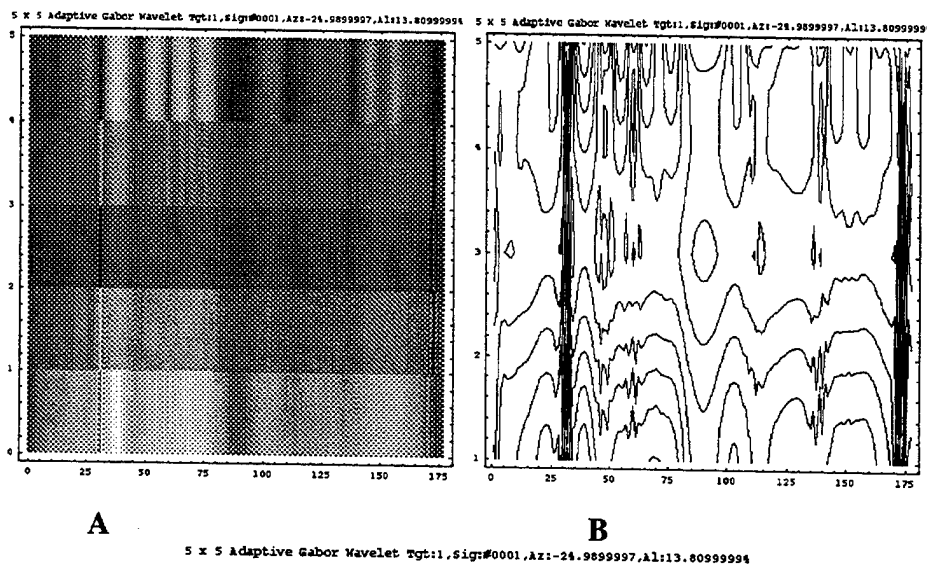 5 x 5 Adaptive Gabor Wavelet Tgt:1,Sig:#0001,Az:-24.9899997,Al:13.80999994
5 x 5 Adaptive Gabor Wavelet Tgt:1,Sig:#0001,Az:-24.9899997,Al:13.8099999
5
4
3
2
1
0
0 25 50 75 100 125 150 175
5
4
3
2
1
0 25 50 75 100 125 150 175
A B
5 x 5 Adaptive Gabor Wavelet Tgt:1,Sig:#0001,Az:-24.9899997,Al:13.80999994